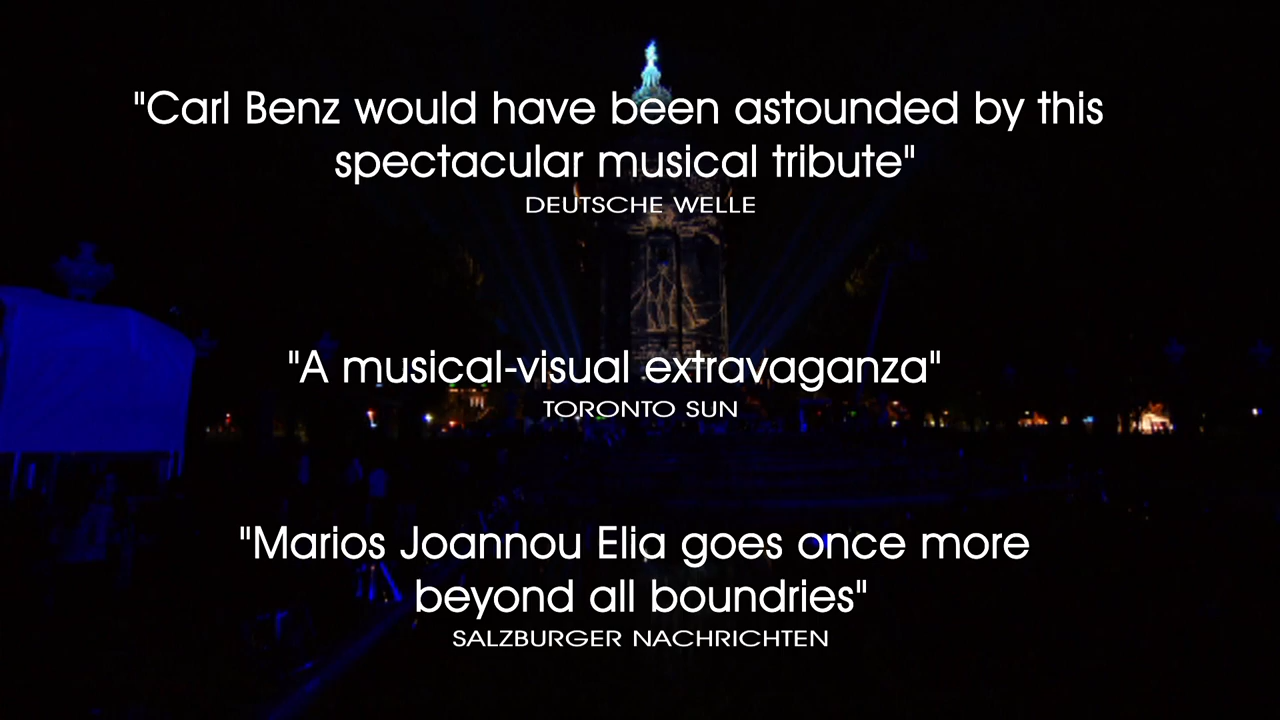 "Carl Benz would have been astounded by this
spectacular musical tribute"
DEUTSCHE WELLE
"A musical-visual extravaganza"
TORONTO SUN
"Marios Joannou Elia goes once more
beyond all boundries"
SALZBURGER NACHRICHTEN